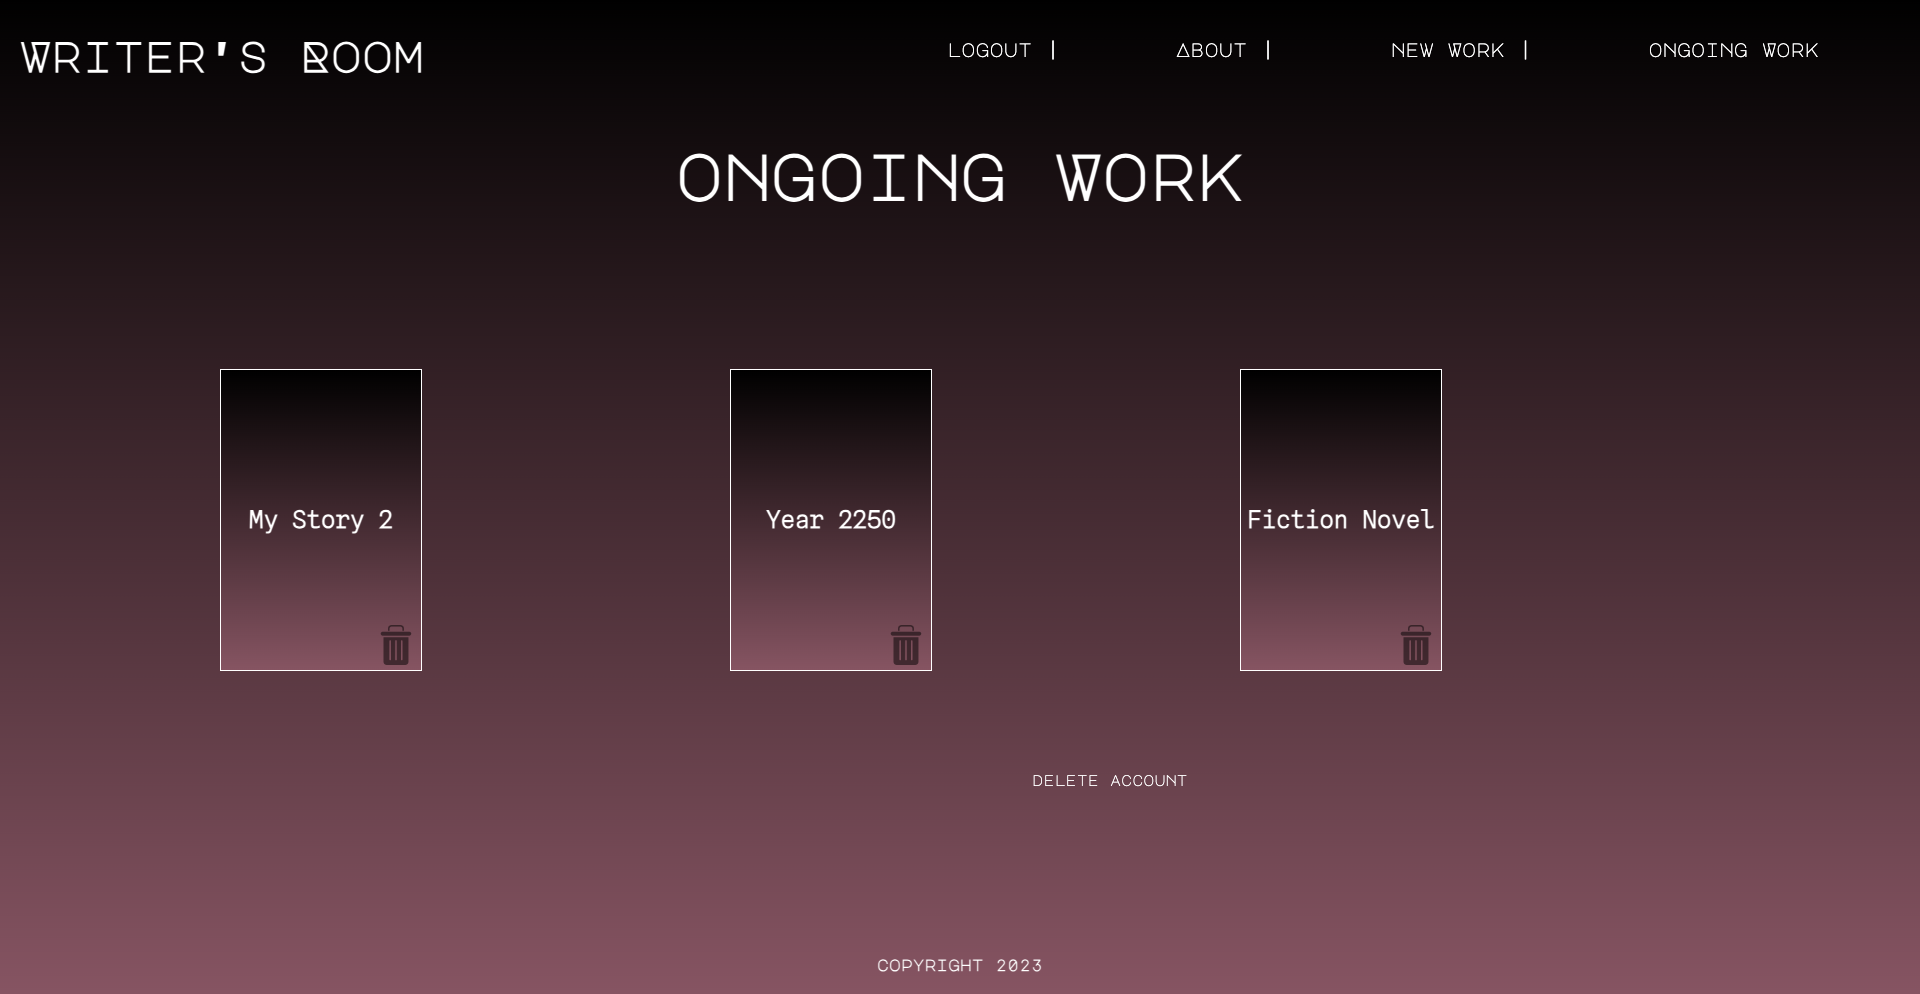 WRITER'S ROOM
LOGOUT |
ABOUT |
NEW WORK |
ONGOING WORK
ONGOING WORK
My Story 2
Year 2250
Fiction Novel
DELETE ACCOUNT
COPYRIGHT 2023